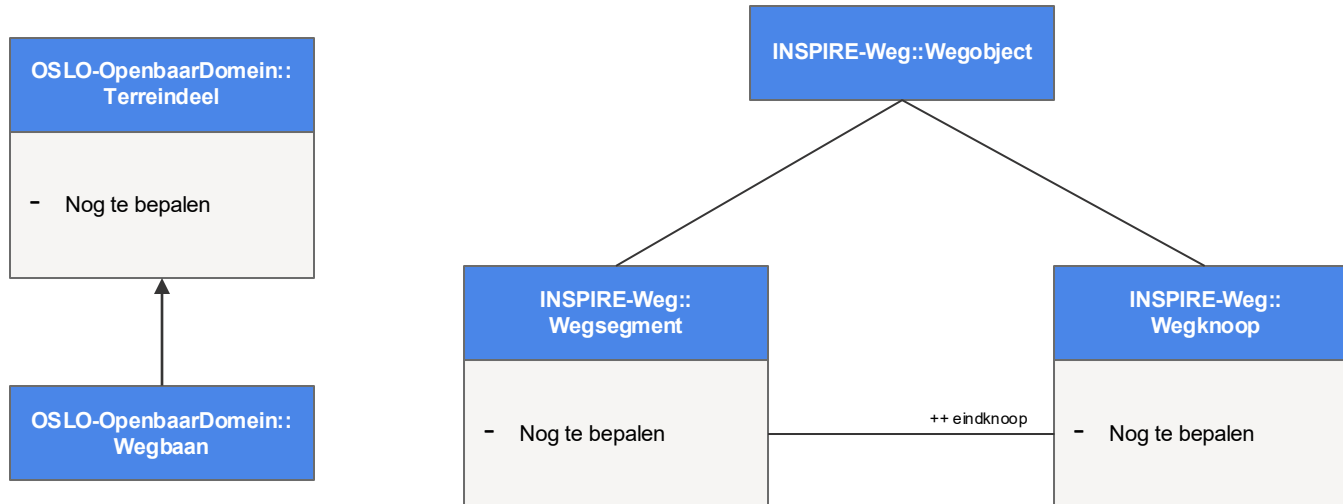 OSLO-OpenbaarDomein::
Terreindeel
- Nog te bepalen
OSLO-OpenbaarDomein::
Wegbaan
INSPIRE-Weg::Wegobject
INSPIRE-Weg::
Wegsegment
- Nog te bepalen
++ eindknoop
INSPIRE-Weg::
Wegknoop
- Nog te bepalen